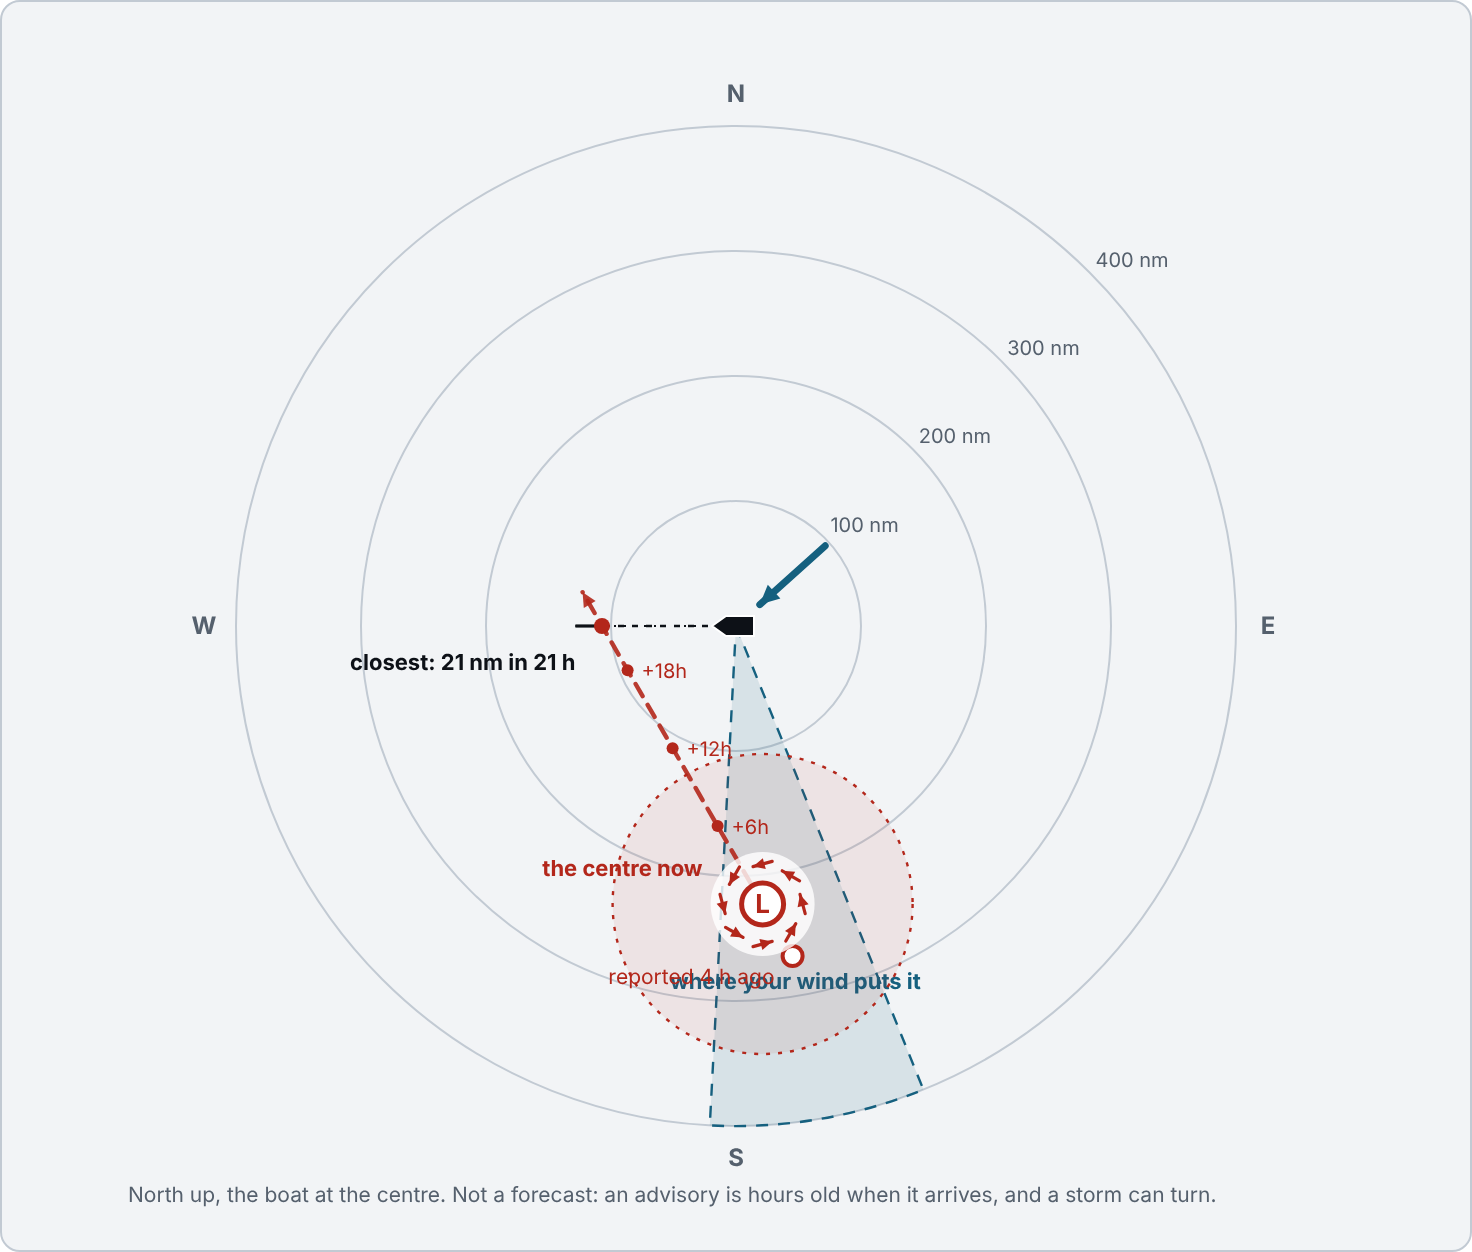 N
400 nm
300 nm
200 nm
100 nm
W
E
closest: 21 nm in 21 h
+18h
+12h
+6h
the centre now
L
reported 4 h ago
where your wind puts it
S
North up, the boat at the centre. Not a forecast: an advisory is hours old when it arrives, and a storm can turn.